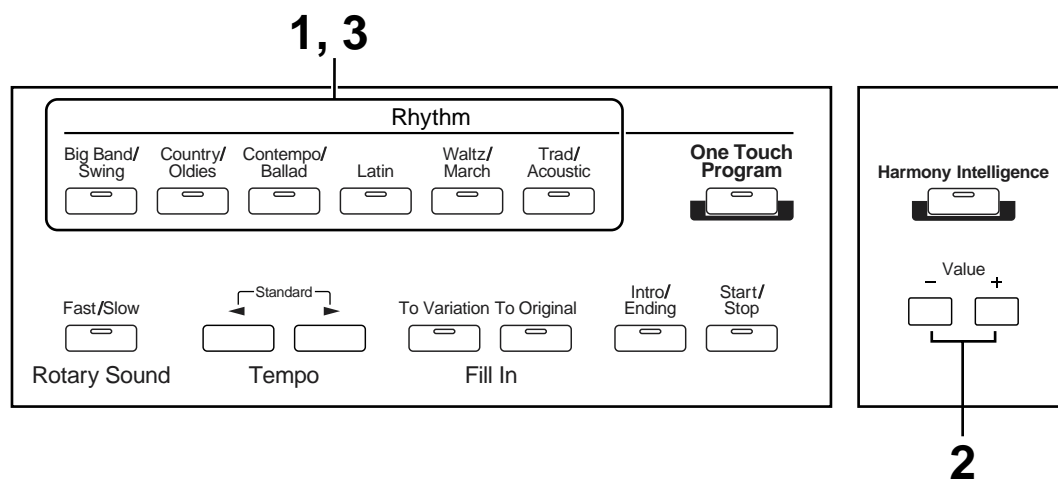 1, 3
Rhythm
Big Band/
Swing
Country/
Oldies
Contempo/
Ballad
Latin
Waltz/
March
Trad/
Acoustic
One Touch
Program
Fast/Slow
Rotary Sound
Standard
Tempo
To Variation To Original
Fill In
Intro/
Ending
Start/
Stop
Harmony Intelligence
Value
− +
2